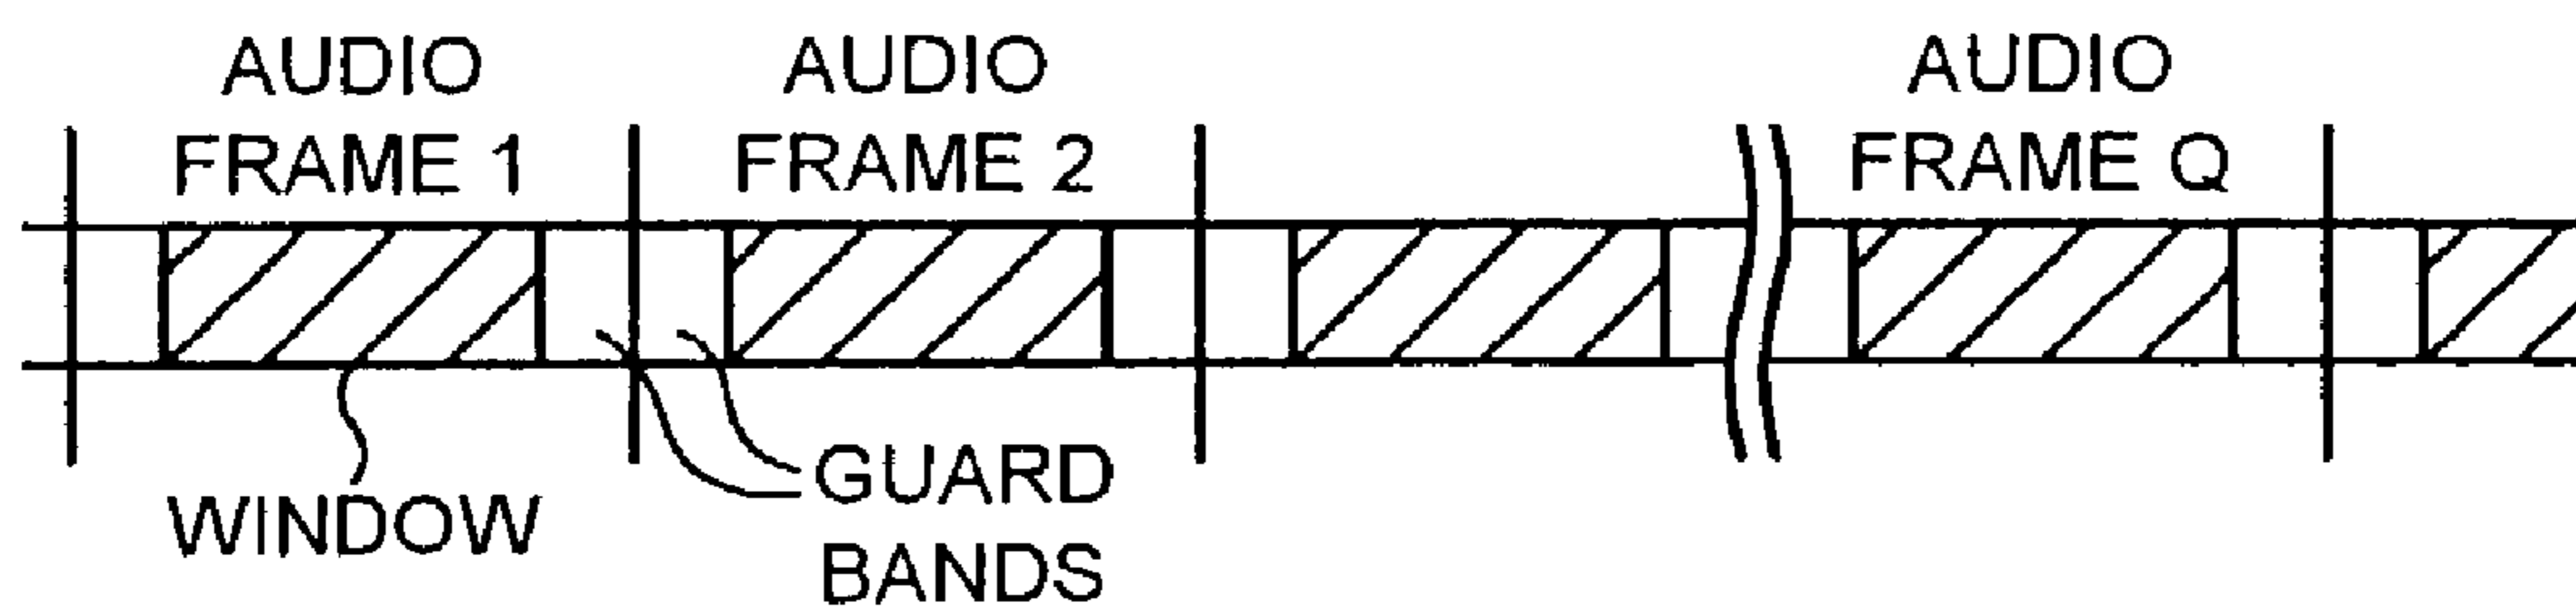 AUDIO
FRAME 1
AUDIO
FRAME 2
AUDIO
FRAME Q
WINDOW
GUARD
BANDS